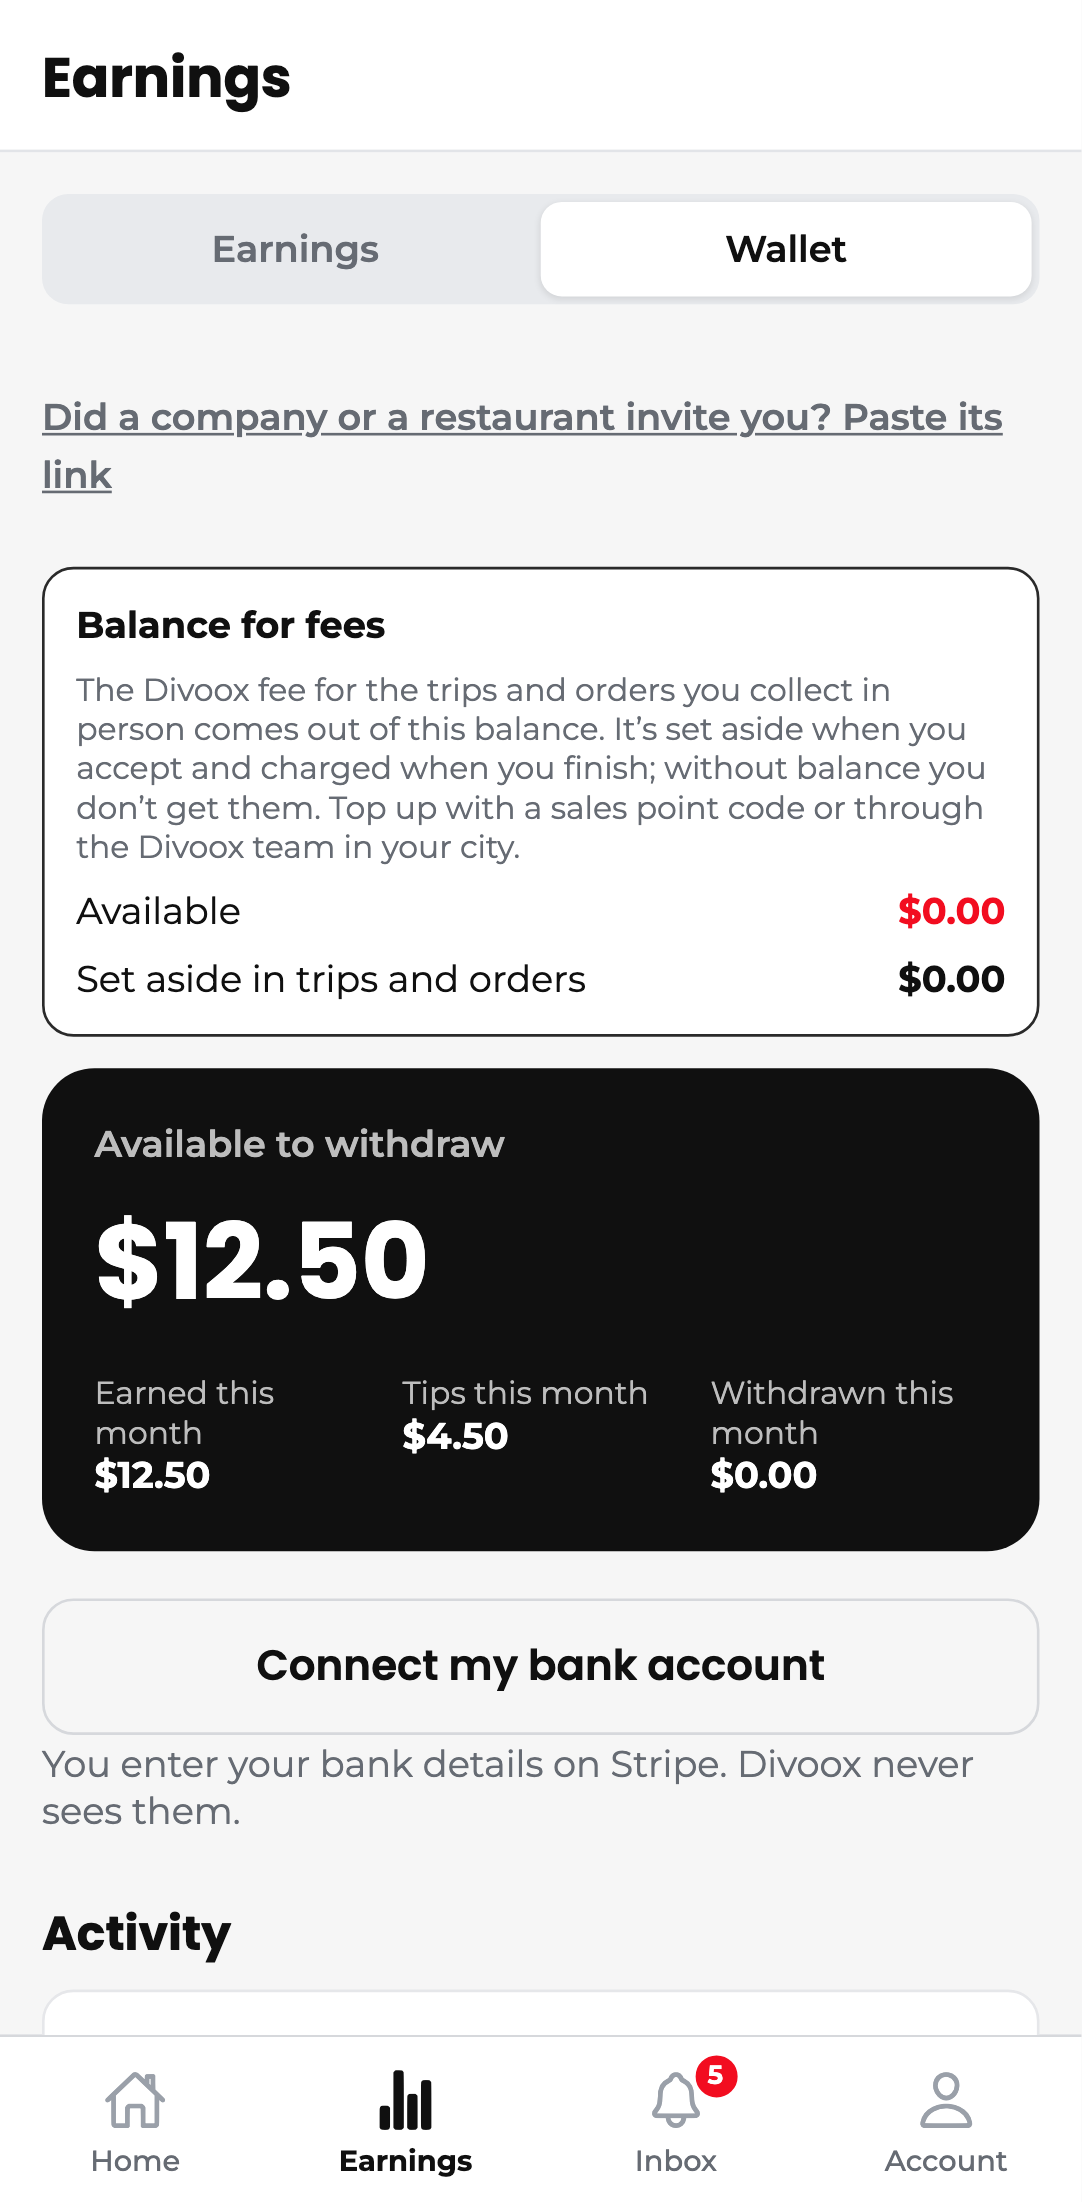 Earnings
Earnings
Wallet
Did a company or a restaurant invite you? Paste its
link
Balance for fees
The Divoox fee for the trips and orders you collect in
person comes out of this balance. It’s set aside when you
accept and charged when you finish; without balance you
don’t get them. Top up with a sales point code or through
the Divoox team in your city.
Available
$0.00
Set aside in trips and orders
$0.00
Available to withdraw
$12.50
Earned this
month
$12.50
Tips this month
$4.50
Withdrawn this
month
$0.00
Connect my bank account
You enter your bank details on Stripe. Divoox never
sees them.
Activity
5
Home
Earnings
Inbox
Account